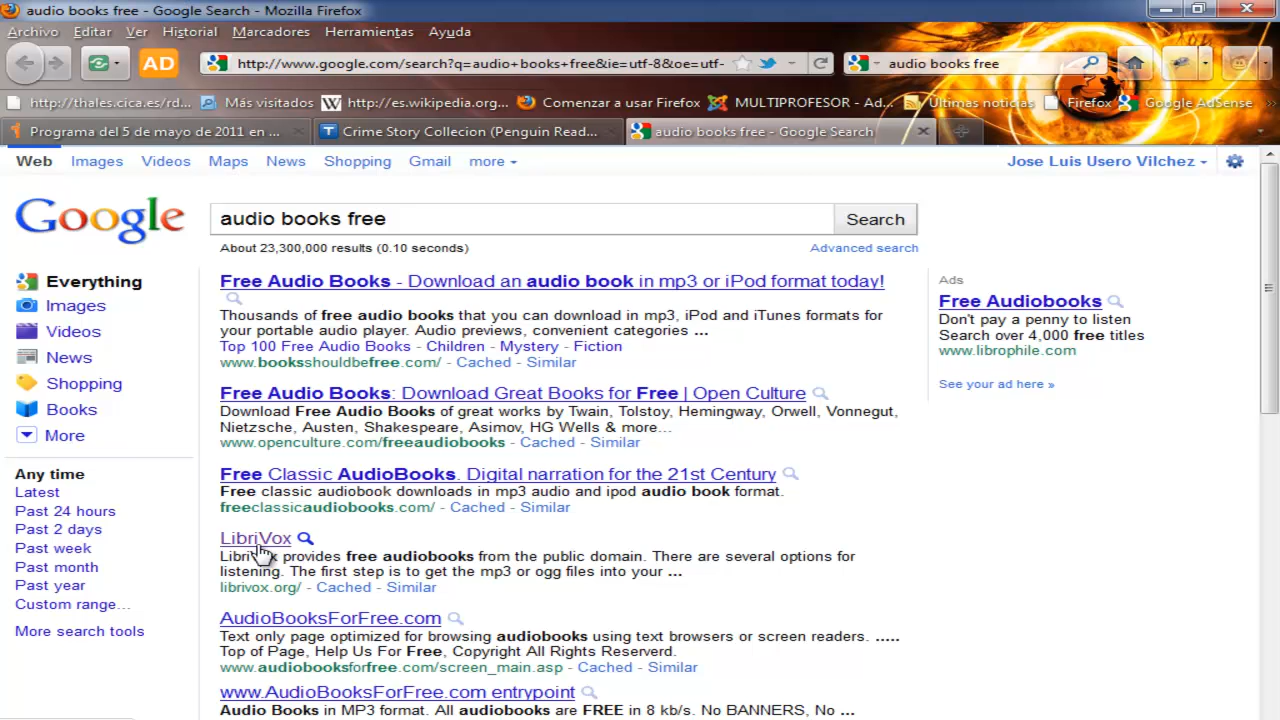 audio books free - Google Search - Mozilla Firefox
Archivo Editar Ver Historial Marcadores Herramientas Ayuda
AD http://www.google.com/search?q=audio+books+free&ie=utf-8&oe=utf- audio books free
http://thales.cica.es/rd... Más visitados W http://es.wikipedia.org... Comenzar a usar Firefox MULTIPROFESOR - Ad... Últimas noticias Firefox Google AdSense
Programa del 5 de mayo de 2011 en ... T Crime Story Collecion (Penguin Read... audio books free - Google Search
Web Images Videos Maps News Shopping Gmail more Jose Luis Usero Vilchez
Google audio books free Search
About 23,300,000 results (0.10 seconds) Advanced search
Everything
Images
Videos
News
Shopping
Books
More
Any time
Latest
Past 24 hours
Past 2 days
Past week
Past month
Past year
Custom range...
More search tools
Free Audio Books - Download an audio book in mp3 or iPod format today!
Thousands of free audio books that you can download in mp3, iPod and iTunes formats for
your portable audio player. Audio previews, convenient categories ...
Top 100 Free Audio Books - Children - Mystery - Fiction
www.booksshouldbefree.com/ - Cached - Similar
Free Audio Books: Download Great Books for Free | Open Culture
Download Free Audio Books of great works by Twain, Tolstoy, Hemingway, Orwell, Vonnegut,
Nietzsche, Austen, Shakespeare, Asimov, HG Wells & more...
www.openculture.com/freeaudiobooks - Cached - Similar
Free Classic AudioBooks. Digital narration for the 21st Century
Free classic audiobook downloads in mp3 audio and ipod audio book format.
freeclassicaudiobooks.com/ - Cached - Similar
LibriVox
LibriVox provides free audiobooks from the public domain. There are several options for
listening. The first step is to get the mp3 or ogg files into your ...
librivox.org/ - Cached - Similar
AudioBooksForFree.com
Text only page optimized for browsing audiobooks using text browsers or screen readers. .....
Top of Page, Help Us For Free, Copyright All Rights Reserverd.
www.audiobooksforfree.com/screen_main.asp - Cached - Similar
www.AudioBooksForFree.com entrypoint
Audio Books in MP3 format. All audiobooks are FREE in 8 kb/s. No BANNERS, No ...
Ads
Free Audiobooks
Don't pay a penny to listen
Search over 4,000 free titles
www.librophile.com
See your ad here »